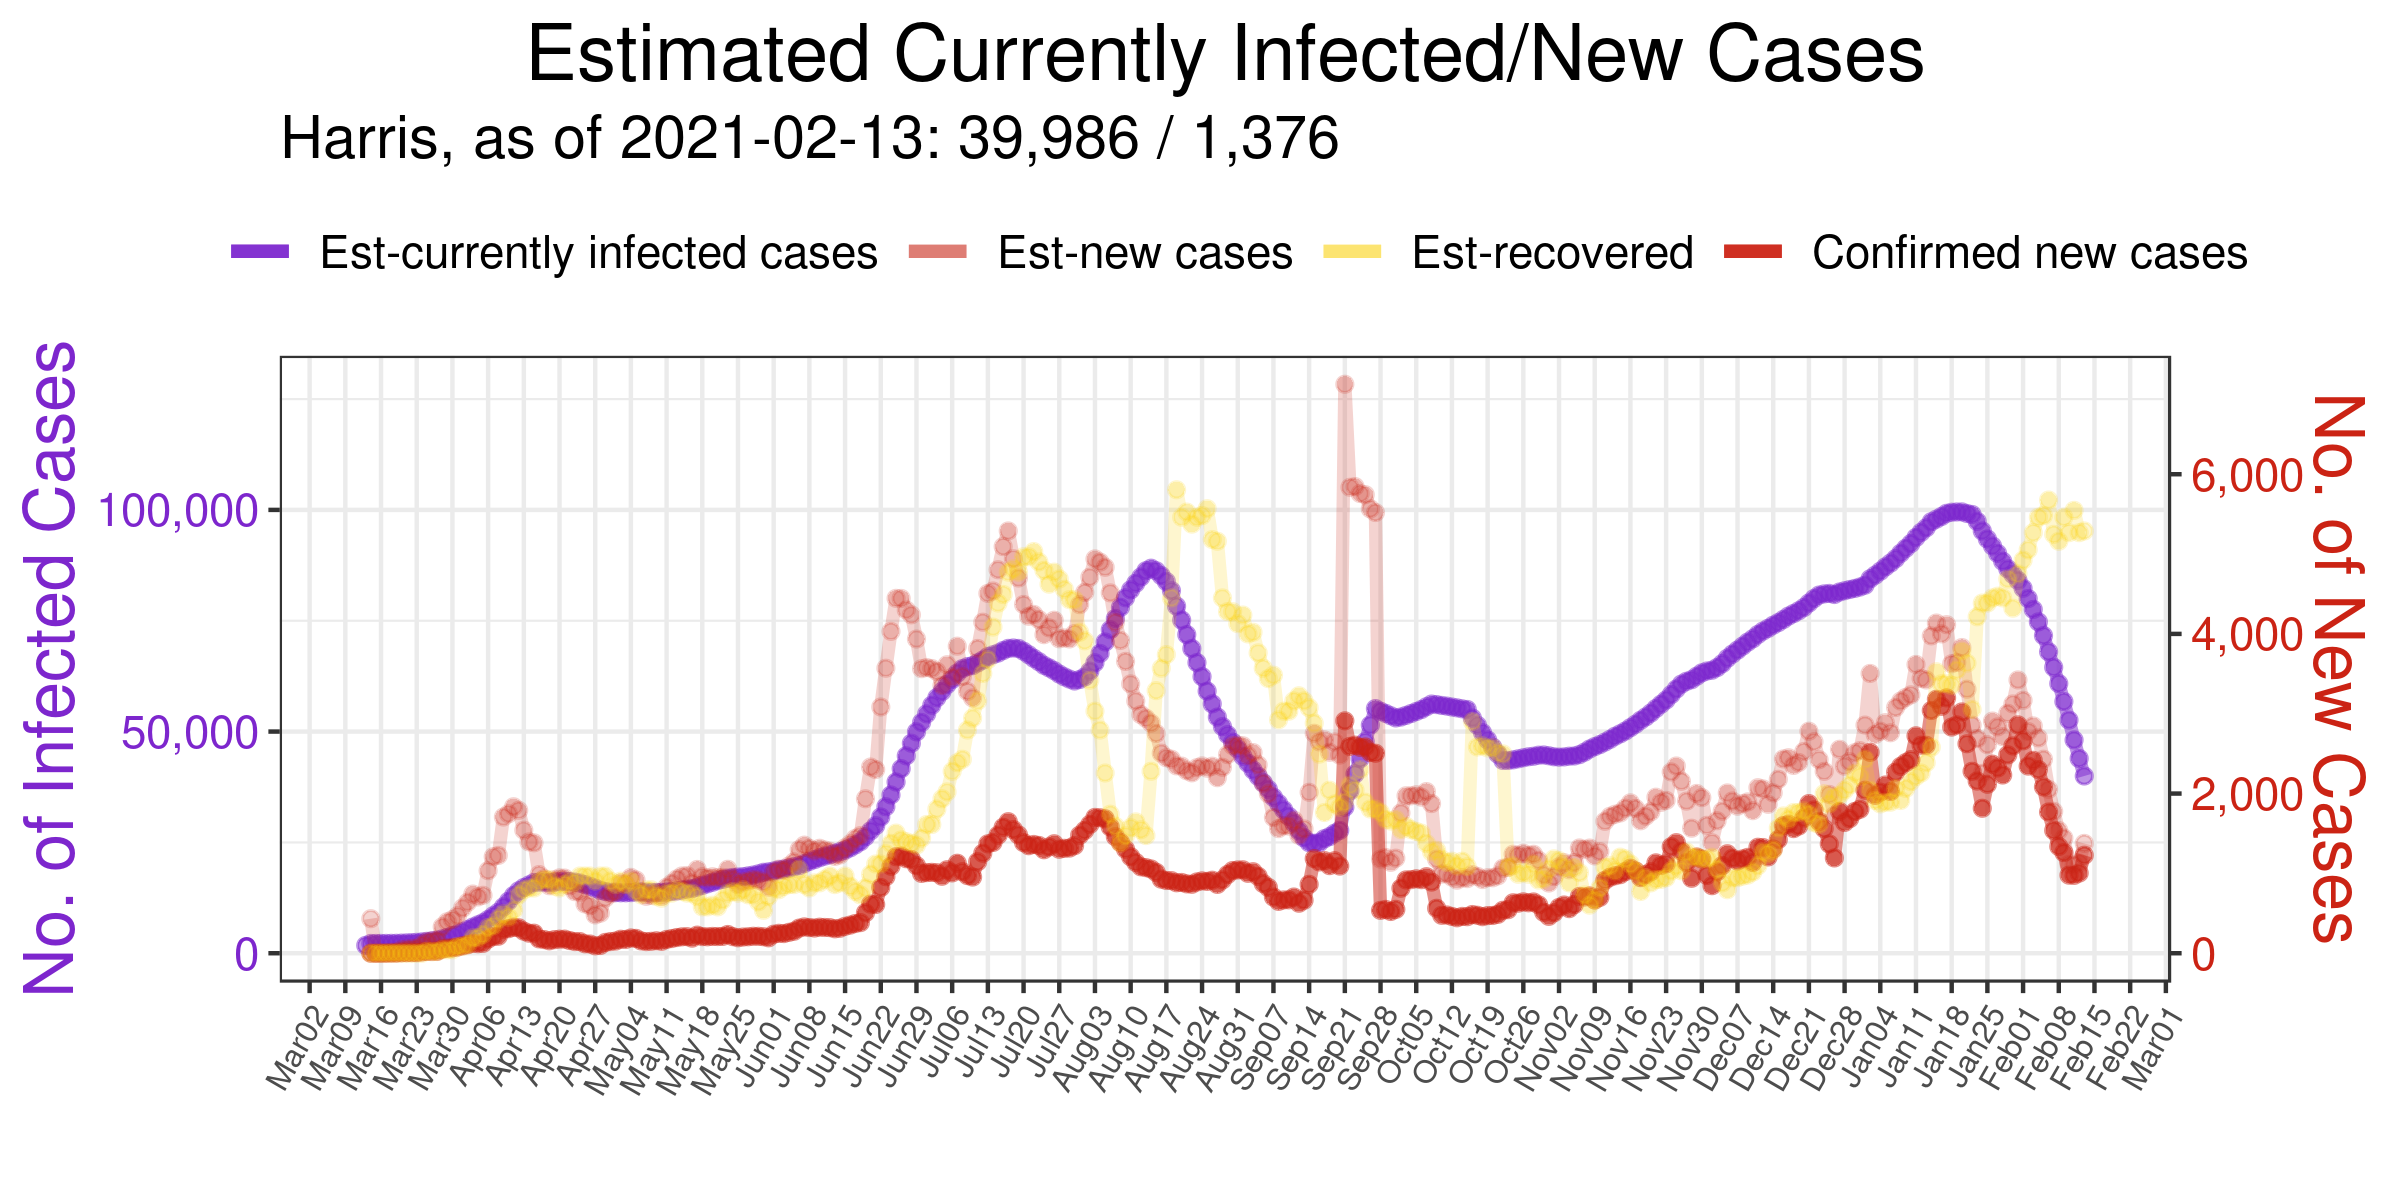 Estimated Currently Infected/New Cases
Harris, as of 2021-02-13: 39,986 / 1,376
Est-currently infected cases Est-new cases Est-recovered Confirmed new cases
No. of Infected Cases
100,000
50,000
0
6,000
4,000
2,000
0
No. of New Cases
Mar02 Mar09 Mar16 Mar23 Mar30 Apr06 Apr13 Apr20 Apr27 May04 May11 May18 May25 Jun01 Jun08 Jun15 Jun22 Jun29 Jul06 Jul13 Jul20 Jul27 Aug03 Aug10 Aug17 Aug24 Aug31 Sep07 Sep14 Sep21 Sep28 Oct05 Oct12 Oct19 Oct26 Nov02 Nov09 Nov16 Nov23 Nov30 Dec07 Dec14 Dec21 Dec28 Jan04 Jan11 Jan18 Jan25 Feb01 Feb08 Feb15 Feb22 Mar01